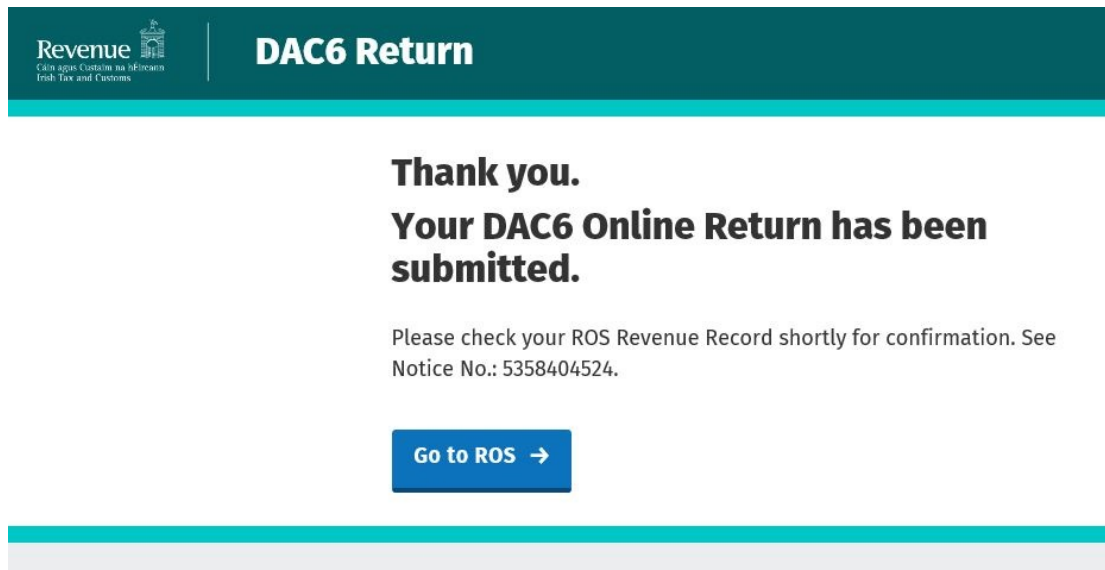 Revenue
Cáin agus Custaim na hÉireann
Irish Tax and Customs
DAC6 Return
Thank you.
Your DAC6 Online Return has been
submitted.
Please check your ROS Revenue Record shortly for confirmation. See
Notice No.: 5358404524.
Go to ROS →